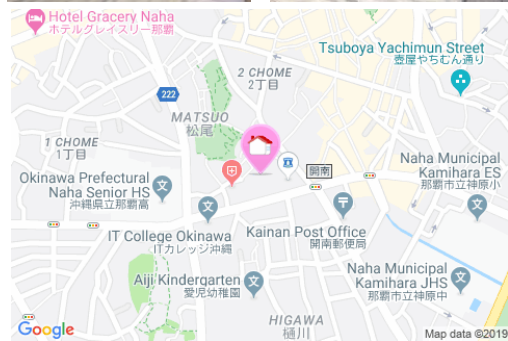 Hotel Gracery Naha
ホテルグレイスリー那覇
Tsuboya Yachimun Street
壺屋やちむん通り
2 CHOME
2丁目
222
MATSUO
松尾
1 CHOME
1丁目
Naha Municipal
Kamihara ES
那覇市立神原小
開南
Okinawa Prefectural
Naha Senior HS
沖縄県立那覇高
文
文
文
IT College Okinawa
ITカレッジ沖縄
Kainan Post Office
開南郵便局
Aiji Kindergarten
愛児幼稚園
文
Naha Municipal
Kamihara JHS
那覇市立神原中
文
HIGAWA
樋川
Google
Map data ©2019